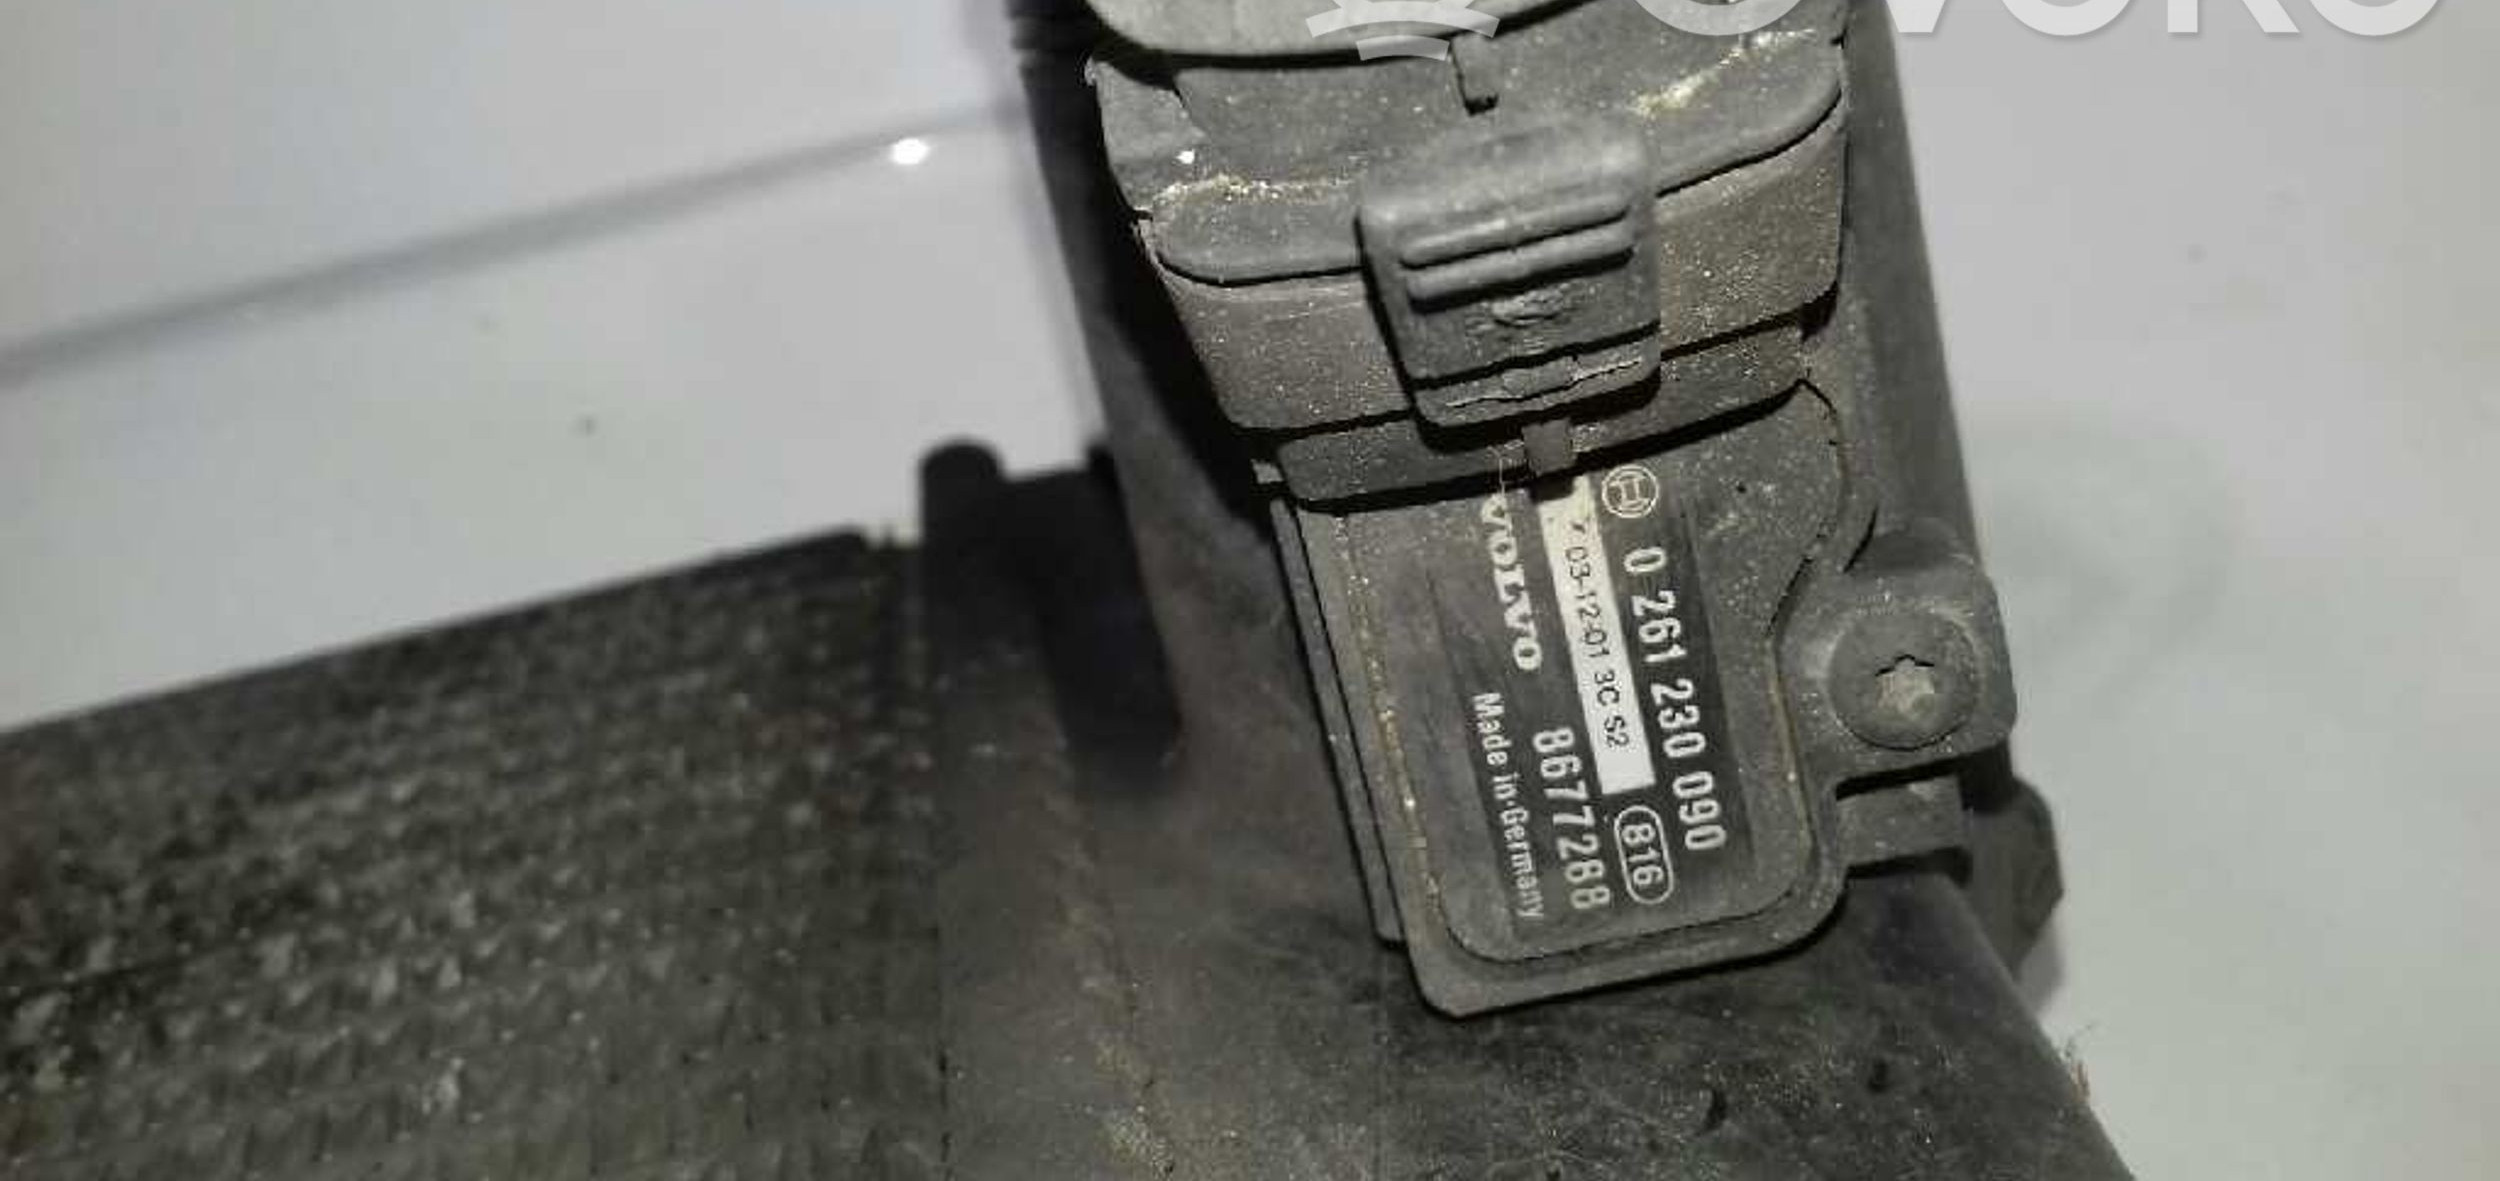 0 261 230 090
03-12-01 3C S2
816
VOLVO 8677288
Made in Germany